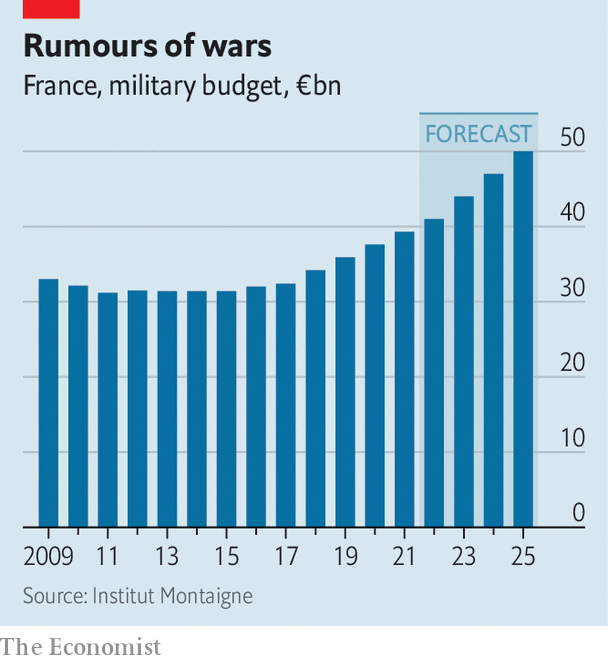 Rumours of wars
France, military budget, €bn
FORECAST
50
40
30
20
10
0
2009 11 13 15 17 19 21 23 25
Source: Institut Montaigne
The Economist